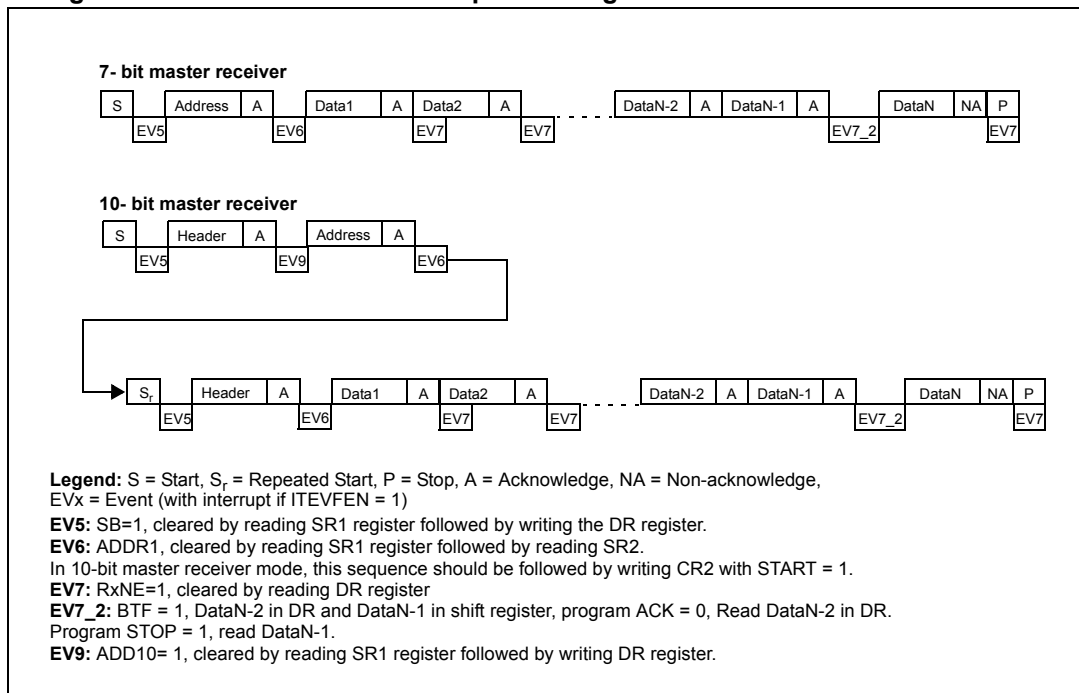 7- bit master receiver
S Address A Data1 A Data2 A DataN-2 A DataN-1 A DataN NA P
EV5 EV6 EV7 EV7 EV7_2 EV7
10- bit master receiver
S Header A Address A
EV5 EV9 EV6
Sr Header A Data1 A Data2 A DataN-2 A DataN-1 A DataN NA P
EV5 EV6 EV7 EV7 EV7_2 EV7
Legend: S = Start, Sr = Repeated Start, P = Stop, A = Acknowledge, NA = Non-acknowledge,
EVx = Event (with interrupt if ITEVFEN = 1)
EV5: SB=1, cleared by reading SR1 register followed by writing the DR register.
EV6: ADDR1, cleared by reading SR1 register followed by reading SR2.
In 10-bit master receiver mode, this sequence should be followed by writing CR2 with START = 1.
EV7: RxNE=1, cleared by reading DR register
EV7_2: BTF = 1, DataN-2 in DR and DataN-1 in shift register, program ACK = 0, Read DataN-2 in DR.
Program STOP = 1, read DataN-1.
EV9: ADD10= 1, cleared by reading SR1 register followed by writing DR register.